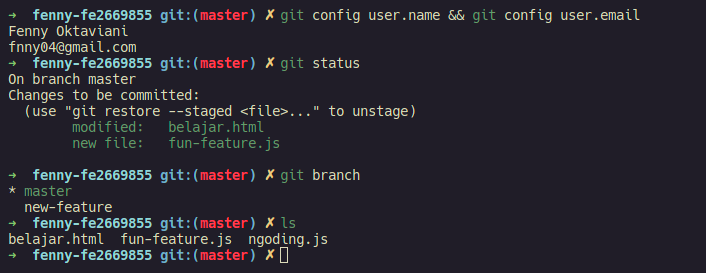 ➜  fenny-fe2669855 git:(master) ✗ git config user.name && git config user.email
Fenny Oktaviani
fnny04@gmail.com
➜  fenny-fe2669855 git:(master) ✗ git status
On branch master
Changes to be committed:
  (use "git restore --staged <file>..." to unstage)
        modified:   belajar.html
        new file:   fun-feature.js

➜  fenny-fe2669855 git:(master) ✗ git branch
* master
  new-feature
➜  fenny-fe2669855 git:(master) ✗ ls
belajar.html  fun-feature.js  ngoding.js
➜  fenny-fe2669855 git:(master) ✗